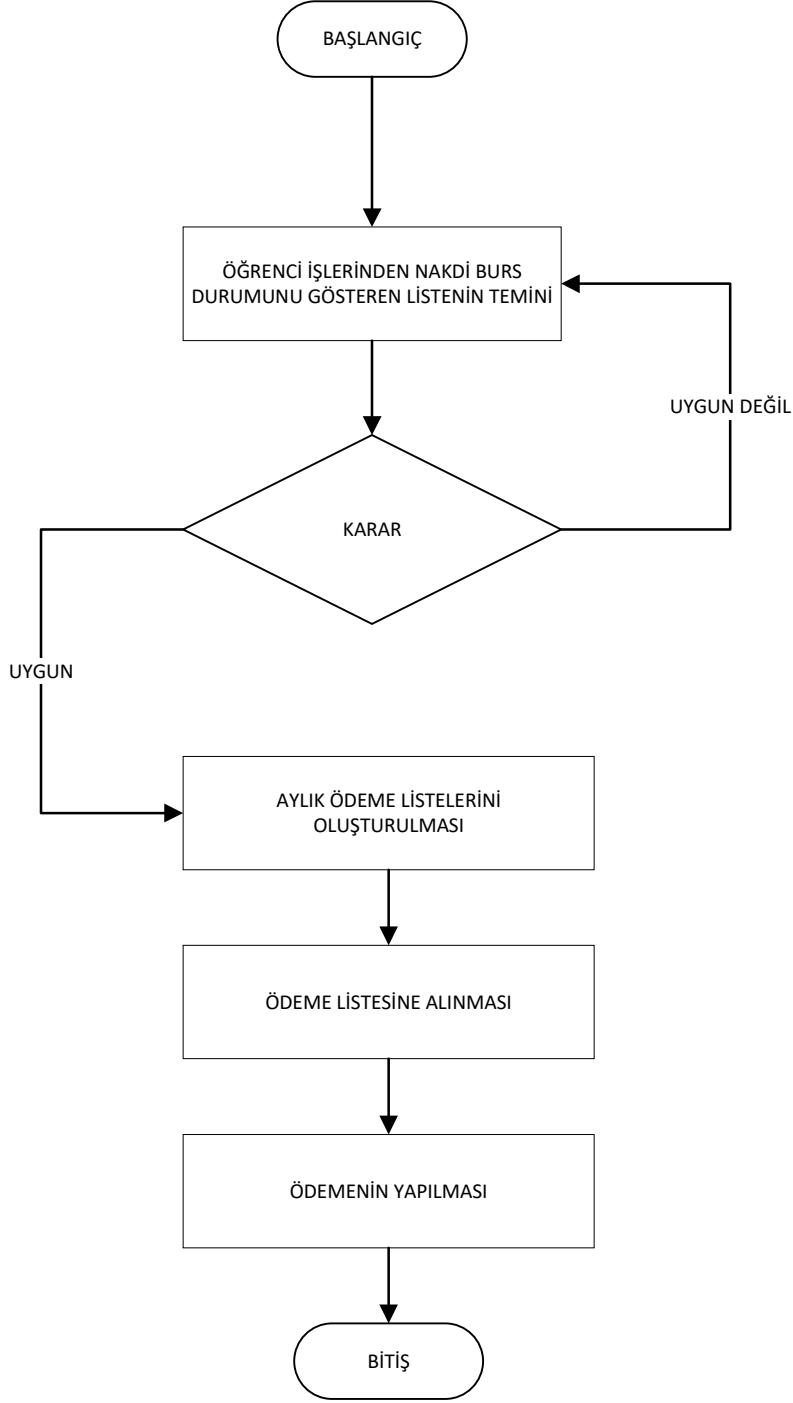 BAŞLANGIÇ
ÖĞRENCİ İŞLERİNDEN NAKDİ BURS
DURUMUNU GÖSTEREN LİSTENİN TEMİNİ
UYGUN DEĞİL
KARAR
UYGUN
AYLIK ÖDEME LİSTELERİNİ
OLUŞTURULMASI
ÖDEME LİSTESİNE ALINMASI
ÖDEMENİN YAPILMASI
BİTİŞ